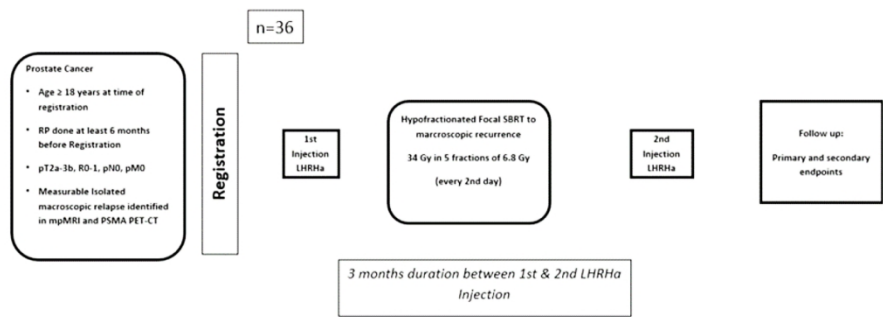 n=36
Prostate Cancer
• Age ≥ 18 years at time of
registration
• RP done at least 6 months
before Registration
• pT2a-3b, R0-1, pN0, pM0
• Measurable Isolated
macroscopic relapse identified
in mpMRI and PSMA PET-CT
Registration
1st
Injection
LHRHa
Hypofractionated Focal SBRT to
marcroscopic recurrence
34 Gy in 5 fractions of 6.8 Gy
(every 2nd day)
2nd
Injection
LHRHa
Follow up:
Primary and secondary
endpoints
3 months duration between 1st & 2nd LHRHa
Injection